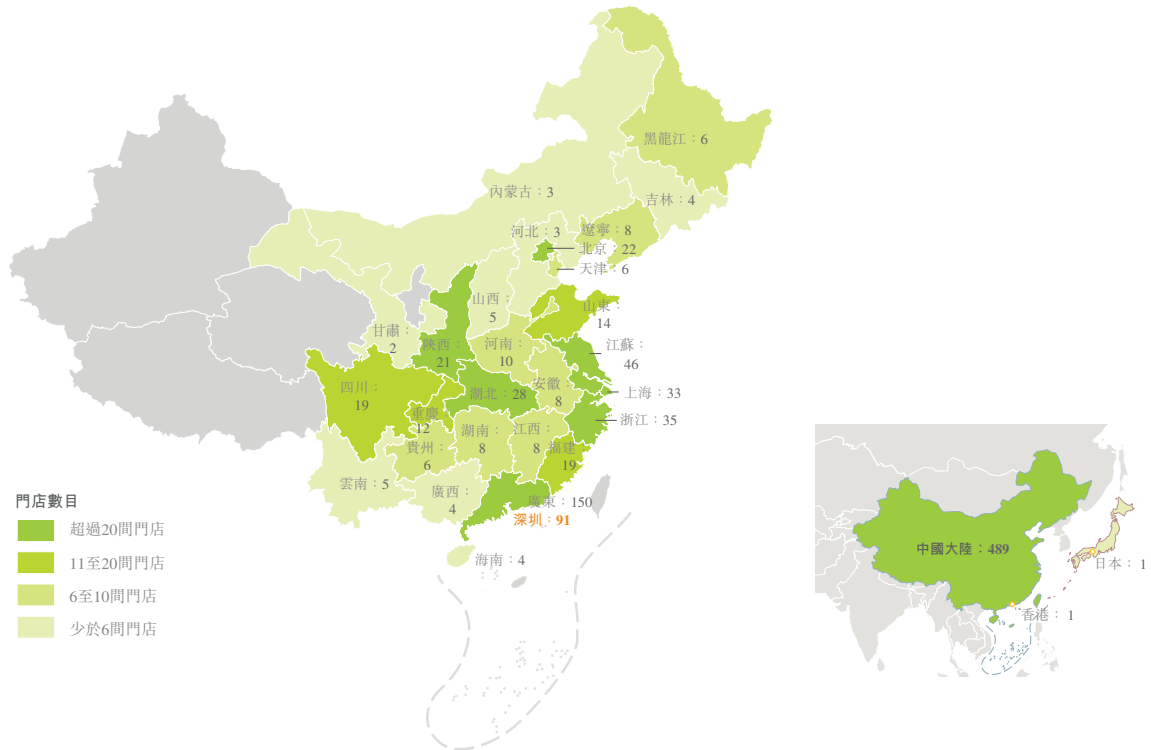 黑龍江：6
內蒙古：3
吉林：4
河北：3
遼寧：8
北京：22
天津：6
山西：
5
山東：
14
甘肅：
2
陝西：
21
河南：
10
江蘇：
46
四川：
19
湖北：28
安徽：
8
上海：33
重慶：
12
浙江：35
貴州：
6
湖南：
8
江西：
8
福建：
19
雲南：5
廣西：
4
廣東：150
深圳：91
海南：4
門店數目
超過20間門店
11至20間門店
6至10間門店
少於6間門店
中國大陸：489
日本：1
香港：1